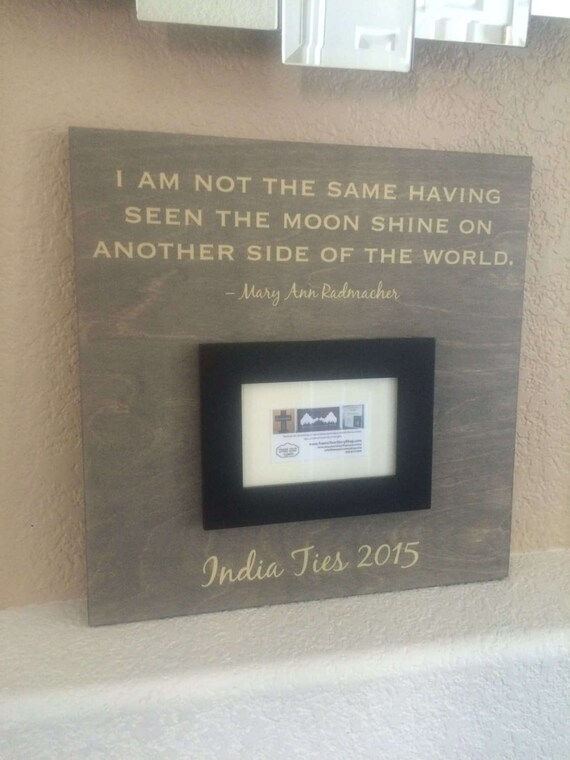 I AM NOT THE SAME HAVING
SEEN THE MOON SHINE ON
ANOTHER SIDE OF THE WORLD.
– Mary Ann Radmacher
India Ties 2015